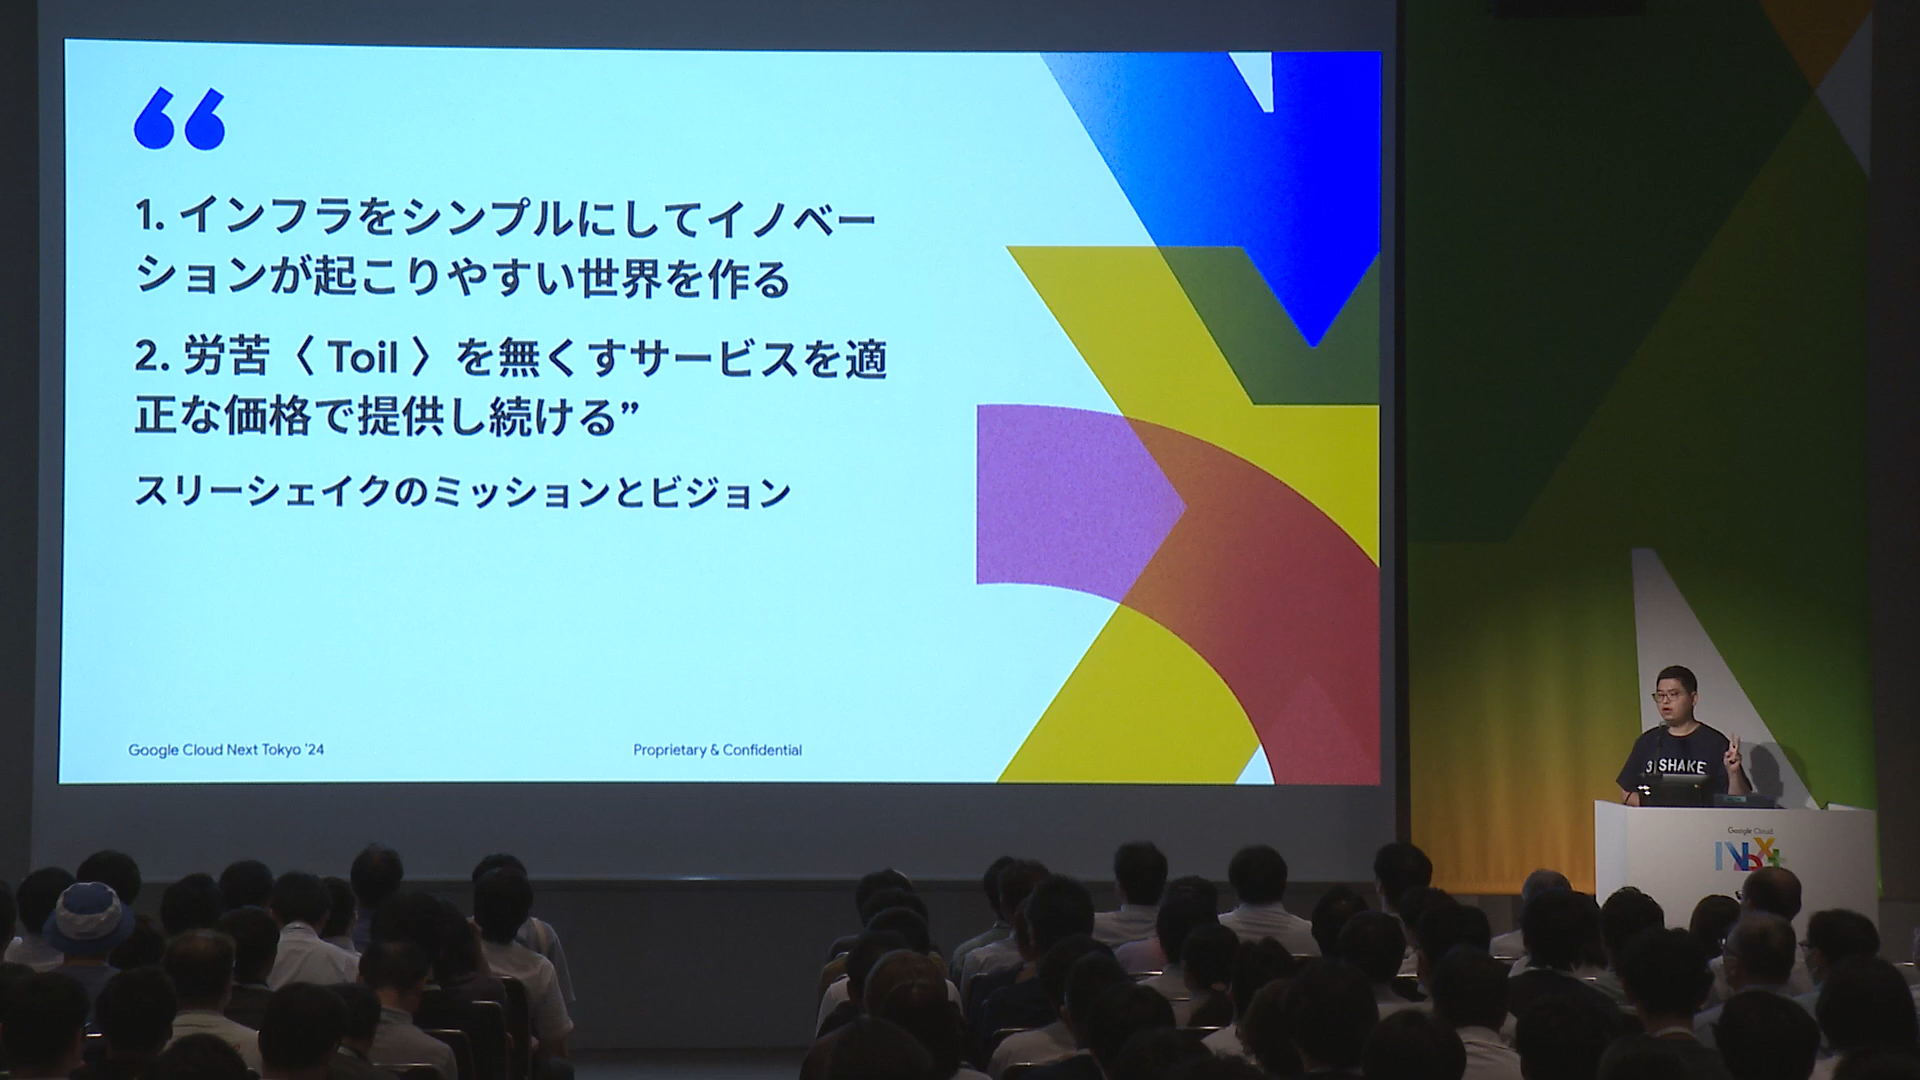 “
1. インフラをシンプルにしてイノベー
ションが起こりやすい世界を作る
2. 労苦〈 Toil 〉を無くすサービスを適
正な価格で提供し続ける”
スリーシェイクのミッションとビジョン
Google Cloud Next Tokyo ’24
Proprietary & Confidential
3 SHAKE
Google Cloud
Next